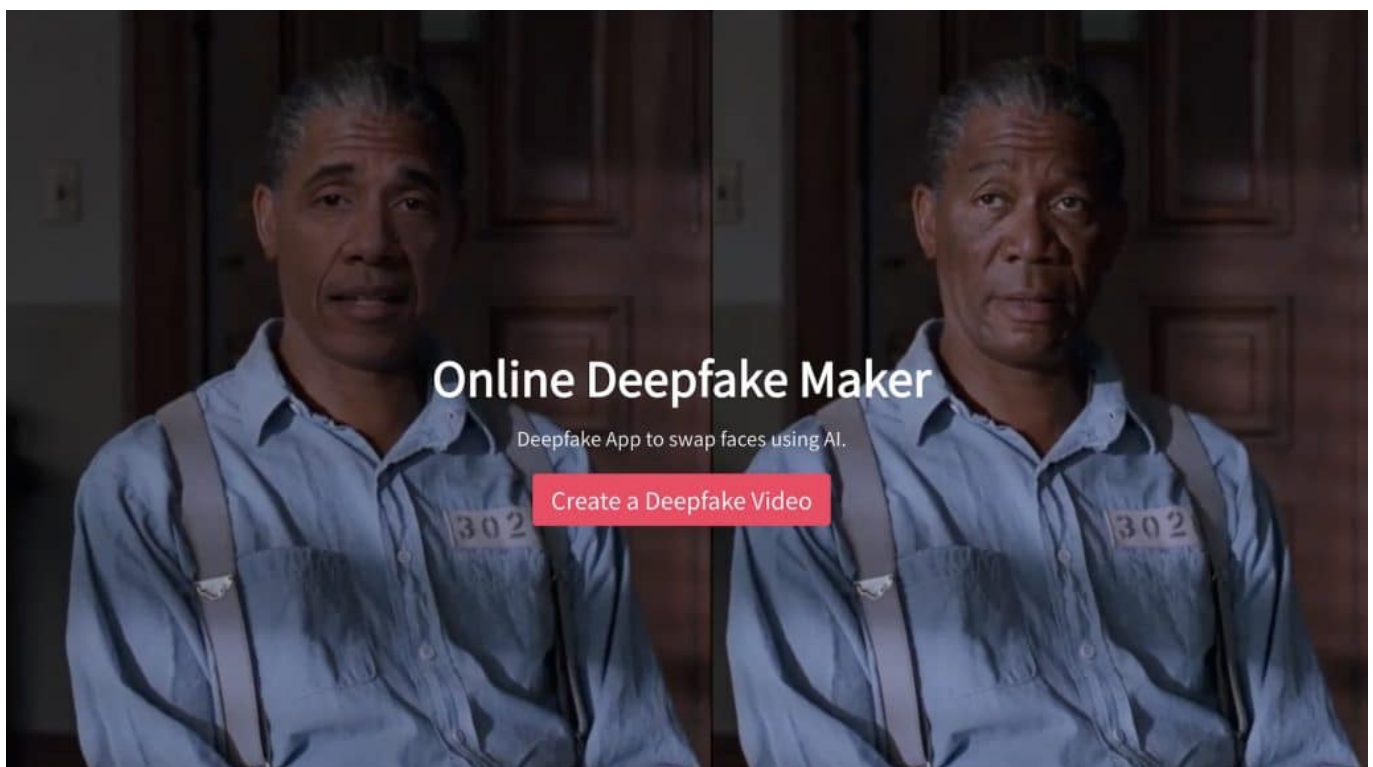 Online Deepfake Maker
Deepfake App to swap faces using AI.
Create a Deepfake Video
302
302